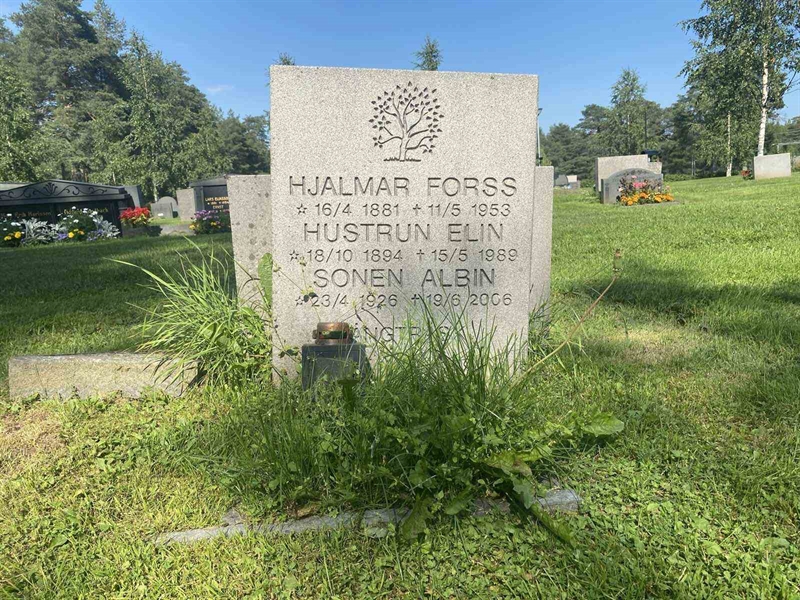 HJALMAR FORSS
☆ 16/4 1881 ✝ 11/5 1953
HUSTRUN ELIN
☆ 18/10 1894 ✝ 15/5 1989
SONEN ALBIN
☆ 23/4 1926 ✝ 19/6 2006